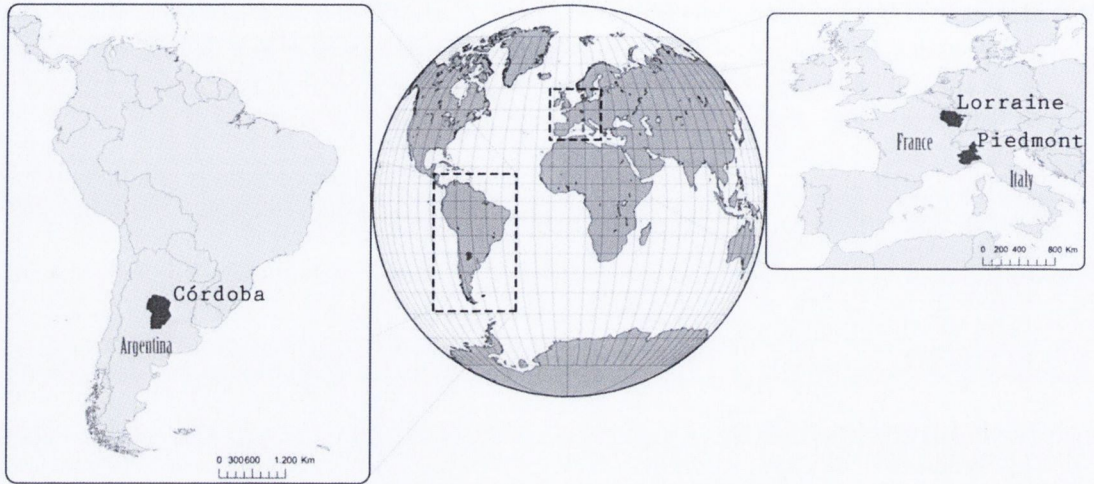 Córdoba
Argentina
0 300600 1.200 Km
Lorraine
France
Piedmont
Italy
0 200 400 800 Km